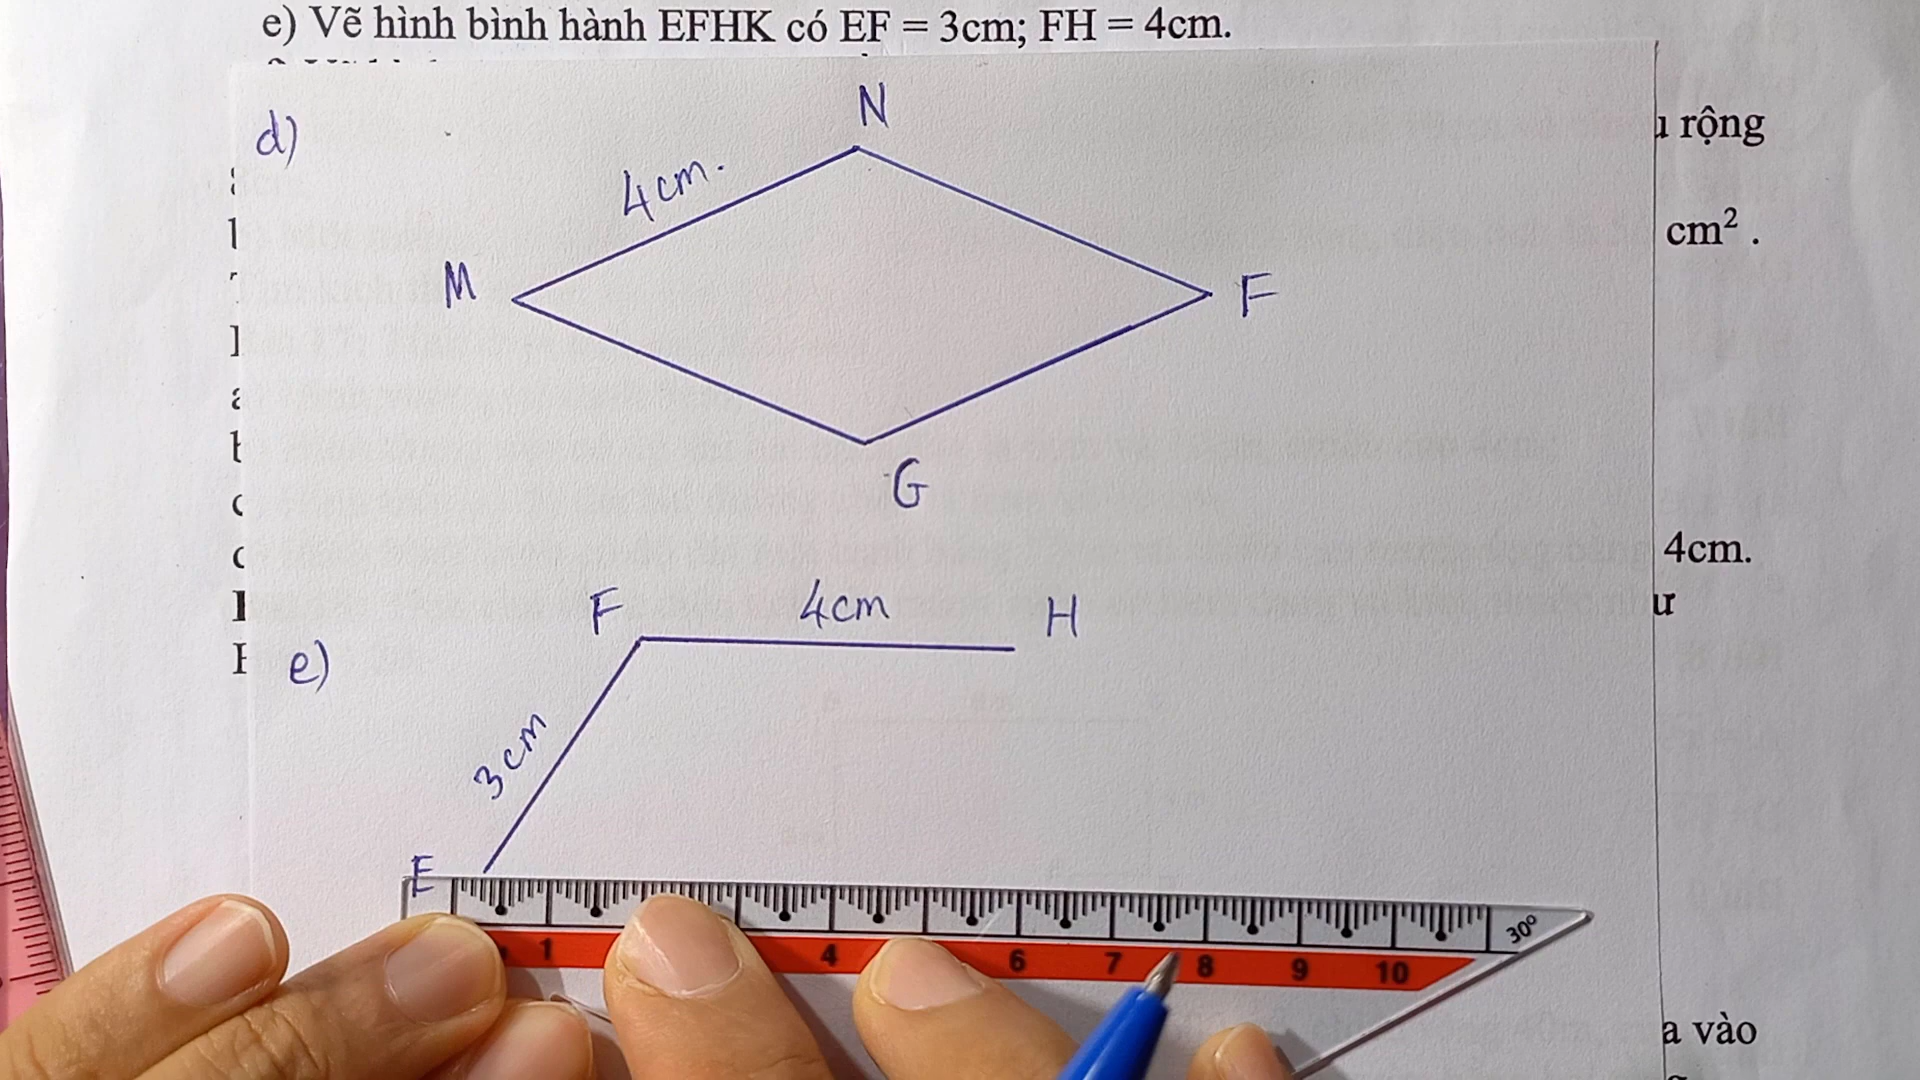 e) Vẽ hình bình hành EFHK có EF = 3cm; FH = 4cm.
d)
N
ı rộng
4cm.
cm² .
M
F
G
4cm.
F
4cm
H
ư
e)
3cm
E
30°
1 4 6 7 8 9 10
a vào